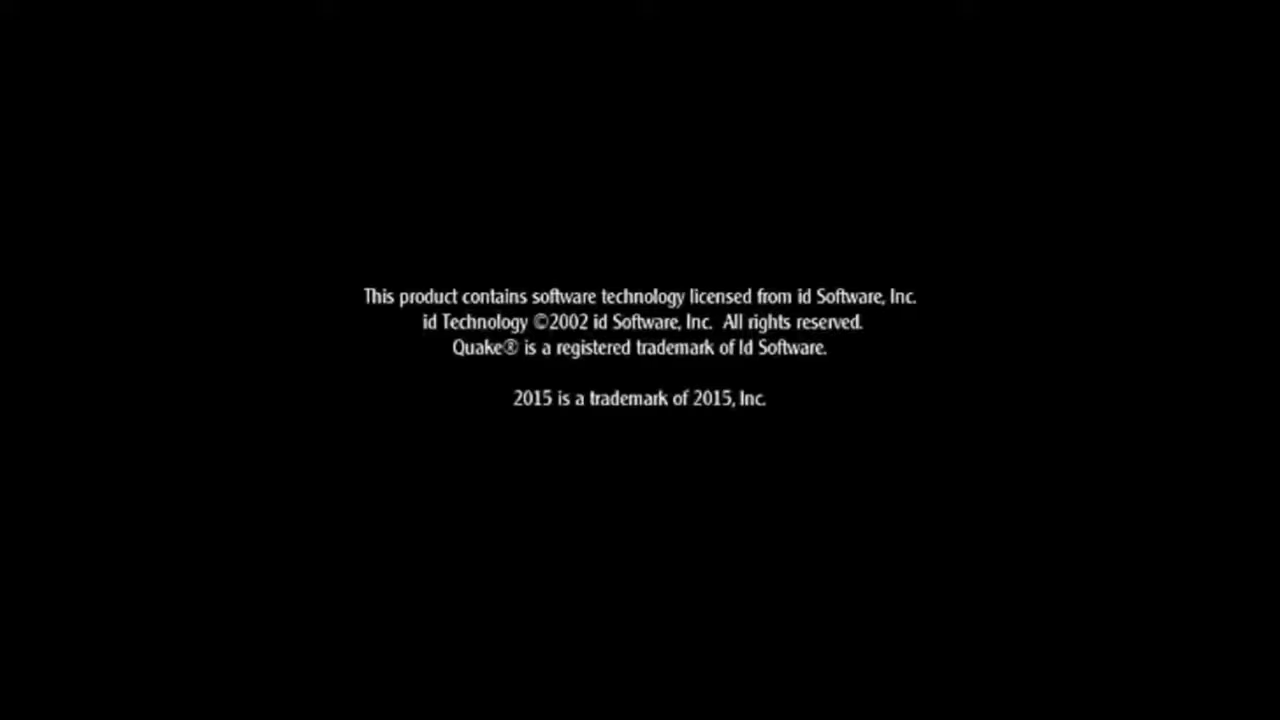 This product contains software technology licensed from id Software, Inc.
id Technology ©2002 id Software, Inc.  All rights reserved.
Quake® is a registered trademark of Id Software.
2015 is a trademark of 2015, Inc.